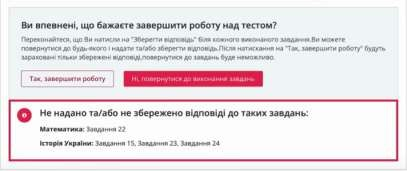 Ви впевнені, що бажаєте завершити роботу над тестом?
Переконайтеся, що Ви натисли на "Зберегти відповідь" біля кожного виконаного завдання.Ви можете
повернутися до будь-якого і надати та/або зберегти відповідь.Після натискання на "Так, завершити роботу" будуть
зараховані тільки збережені відповіді,повернутися до завдань буде неможливо.
Так, завершити роботу
Ні, повернутися до виконання завдань
Не надано та/або не збережено відповіді до таких завдань:
Математика: Завдання 22
Історія України: Завдання 15, Завдання 23, Завдання 24